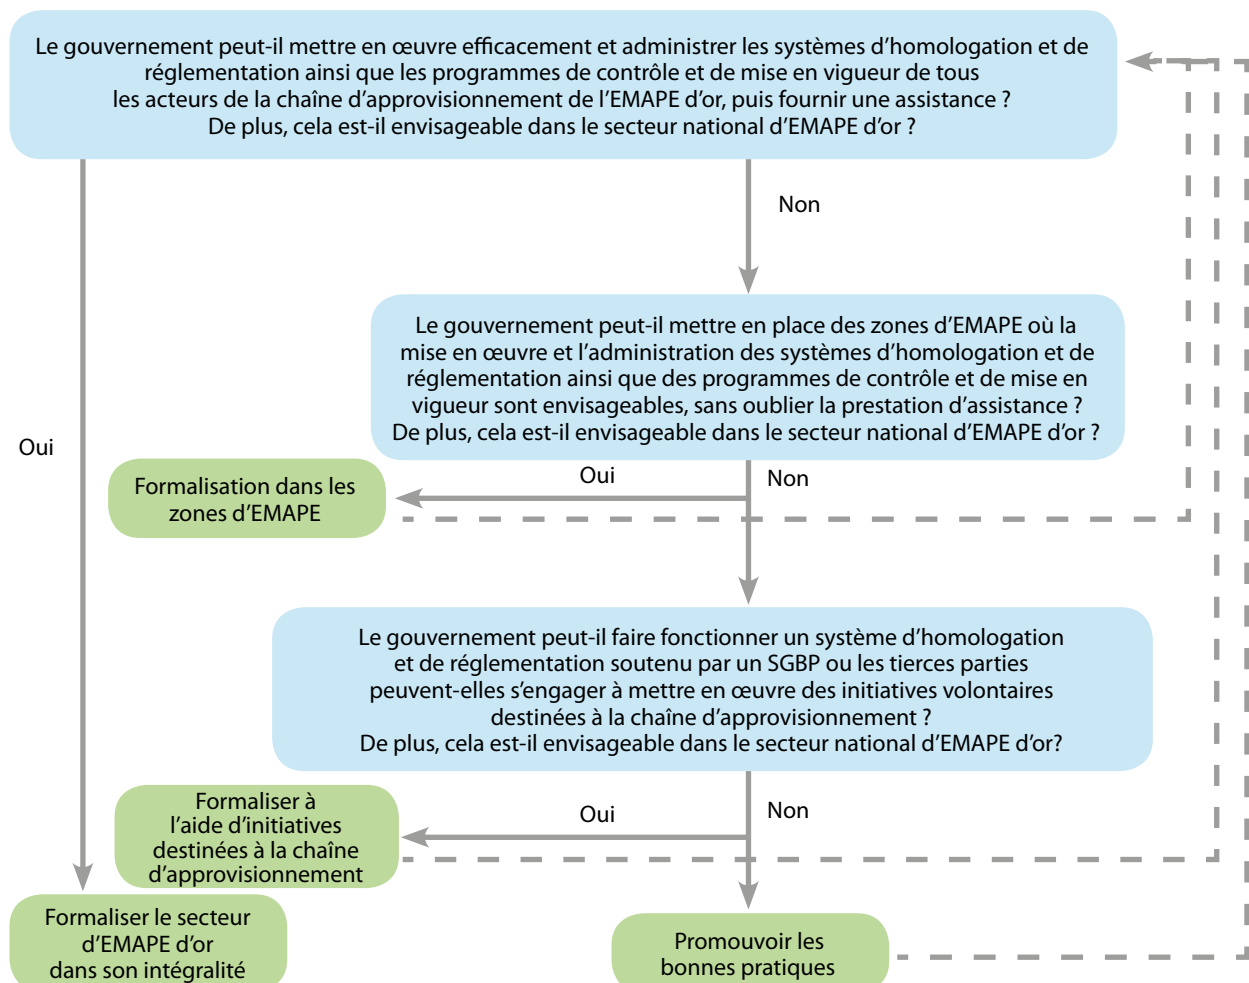 Le gouvernement peut-il mettre en œuvre efficacement et administrer les systèmes d’homologation et de
réglementation ainsi que les programmes de contrôle et de mise en vigueur de tous
les acteurs de la chaîne d’approvisionnement de l’EMAPE d’or, puis fournir une assistance ?
De plus, cela est-il envisageable dans le secteur national d’EMAPE d’or ?
Non
Le gouvernement peut-il mettre en place des zones d’EMAPE où la
mise en œuvre et l’administration des systèmes d’homologation et de
réglementation ainsi que des programmes de contrôle et de mise en
vigueur sont envisageables, sans oublier la prestation d’assistance ?
De plus, cela est-il envisageable dans le secteur national d’EMAPE d’or ?
Oui
Oui
Non
Formalisation dans les
zones d’EMAPE
Le gouvernement peut-il faire fonctionner un système d’homologation
et de réglementation soutenu par un SGBP ou les tierces parties
peuvent-elles s’engager à mettre en œuvre des initiatives volontaires
destinées à la chaîne d’approvisionnement ?
De plus, cela est-il envisageable dans le secteur national d’EMAPE d’or?
Oui
Non
Formaliser à
l’aide d’initiatives
destinées à la chaîne
d’approvisionnement
Formaliser le secteur
d’EMAPE d’or
dans son intégralité
Promouvoir les
bonnes pratiques